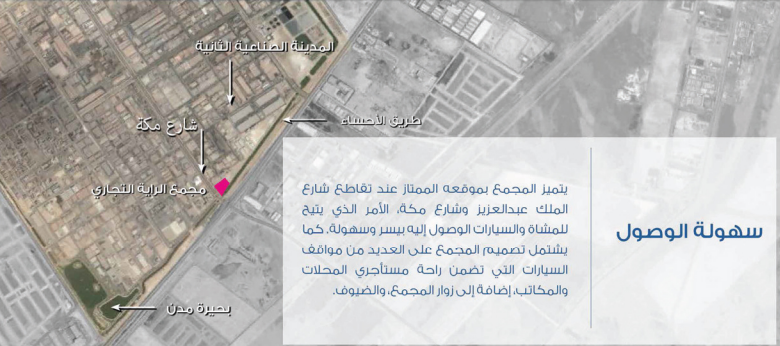 المدينة الصناعية الثانية
شارع مكة
طريق الأحساء
مجمع الراية التجاري
بحيرة مدن
سهولة الوصول
يتميز المجمع بموقعه الممتاز عند تقاطع شارع
الملك عبدالعزيز وشارع مكة، الأمر الذي يتيح
للمشاة والسيارات الوصول إليه بيسر وسهولة. كما
يشتمل تصميم المجمع على العديد من مواقف
السيارات التي تضمن راحة مستأجري المحلات
والمكاتب، إضافة إلى زوار المجمع، والضيوف.